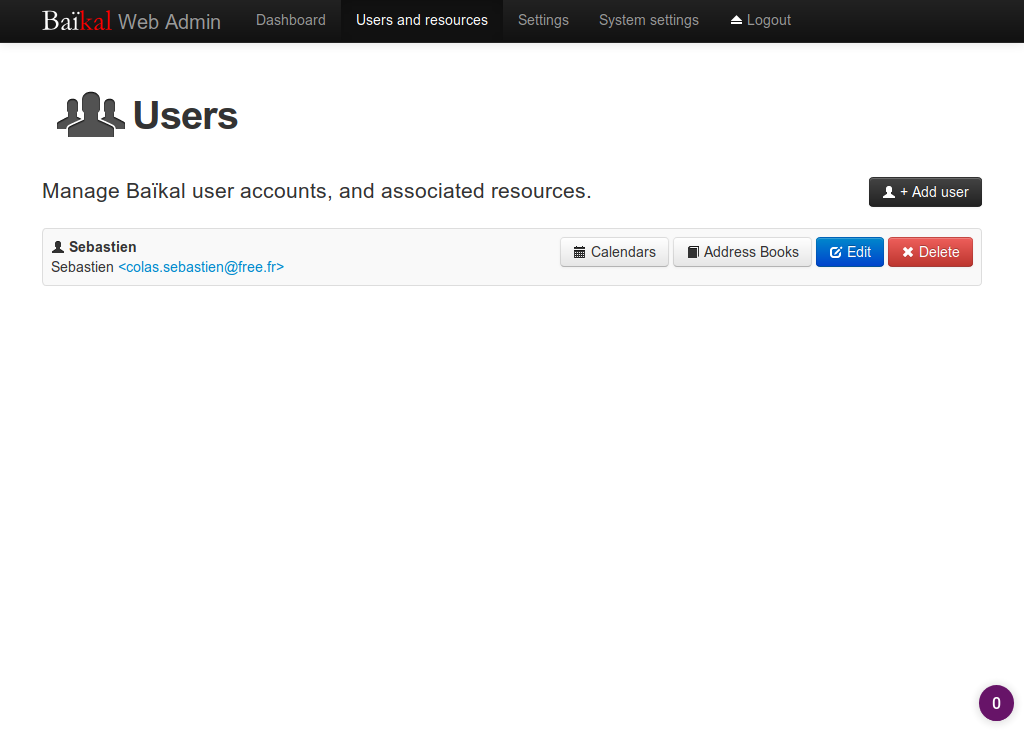 Baïkal Web Admin Dashboard Users and resources Settings System settings Logout
Users
Manage Baïkal user accounts, and associated resources. + Add user
Sebastien
Calendars Address Books Edit Delete
Sebastien <colas.sebastien@free.fr>
0